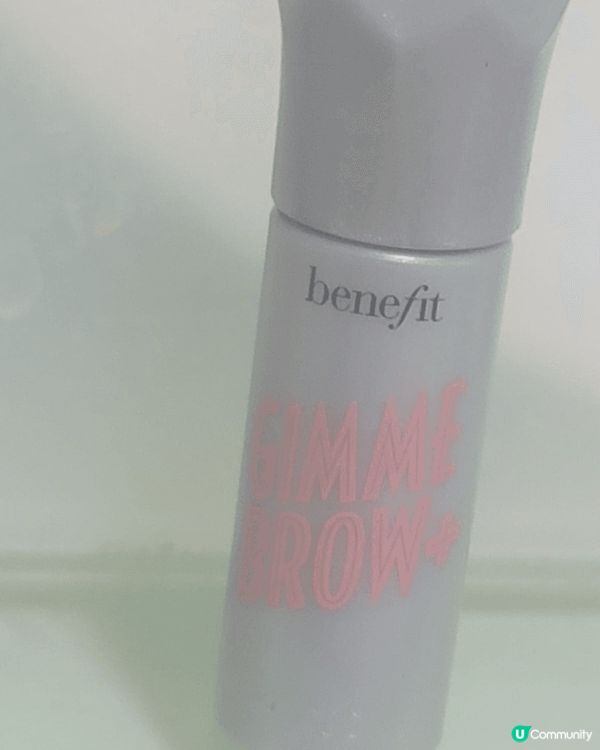 benefit
GIMME
BROW+
U Community